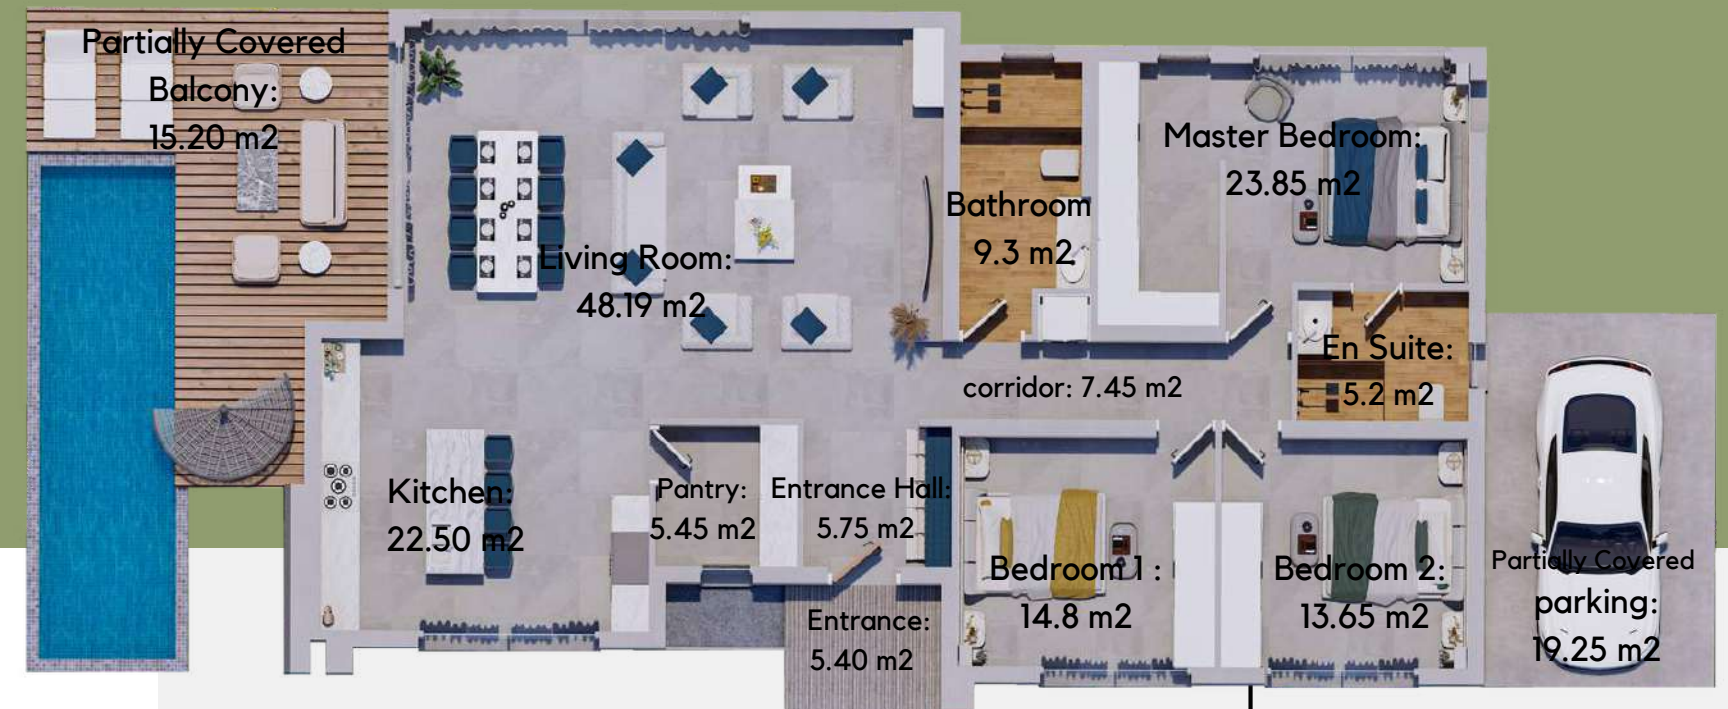 Partially Covered
Balcony:
15.20 m2
Living Room:
48.19 m2
Bathroom
9.3 m2
Master Bedroom:
23.85 m2
En Suite:
5.2 m2
corridor: 7.45 m2
Kitchen:
22.50 m2
Pantry:
5.45 m2
Entrance Hall:
5.75 m2
Entrance:
5.40 m2
Bedroom 1 :
14.8 m2
Bedroom 2:
13.65 m2
Partially Covered
parking:
19.25 m2